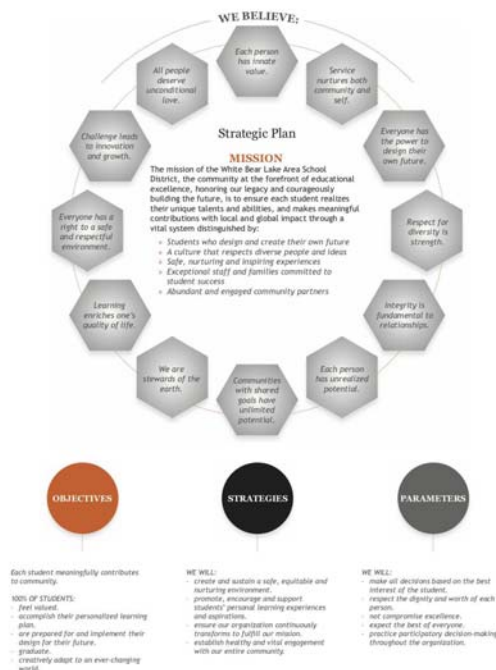 WE BELIEVE:
Each person
has innate
value.
Service
nurtures both
community and
self.
Everyone has
the power to
design their
own future.
Respect for
diversity is
strength.
Integrity is
fundamental to
relationships.
Each person
has unrealized
potential.
Communities
with shared
goals have
unlimited
potential.
We are
stewards of the
earth.
Learning
enriches one's
quality of life.
Everyone has a
right to a safe
and respectful
environment.
Challenge leads
to innovation
and growth.
All people
deserve
unconditional
love.
Strategic Plan
MISSION
The mission of the White Bear Lake Area School
District, the community at the forefront of educational
excellence, honoring our legacy and courageously
building the future, is to ensure each student realizes
their unique talents and abilities, and makes meaningful
contributions with local and global impact through a
vital system distinguished by:
» Students who design and create their own future
» A culture that respects diverse people and ideas
» Safe, nurturing and inspiring experiences
» Exceptional staff and families committed to
student success
» Abundant and engaged community partners
OBJECTIVES
Each student meaningfully contributes
to community.
100% OF STUDENTS:
- feel valued.
- accomplish their personalized learning
plan.
- are prepared for and implement their
design for their future.
- graduate.
- creatively adapt to an ever-changing
world.
STRATEGIES
WE WILL:
- create and sustain a safe, equitable and
nurturing environment.
- promote, encourage and support
students' personal learning experiences
and aspirations.
- ensure our organization continuously
transforms to fulfill our mission.
- establish healthy and vital engagement
with our entire community.
PARAMETERS
WE WILL:
- make all decisions based on the best
interest of the student.
- respect the dignity and worth of each
person.
- not compromise excellence.
- expect the best of everyone.
- practice participatory decision-making
throughout the organization.